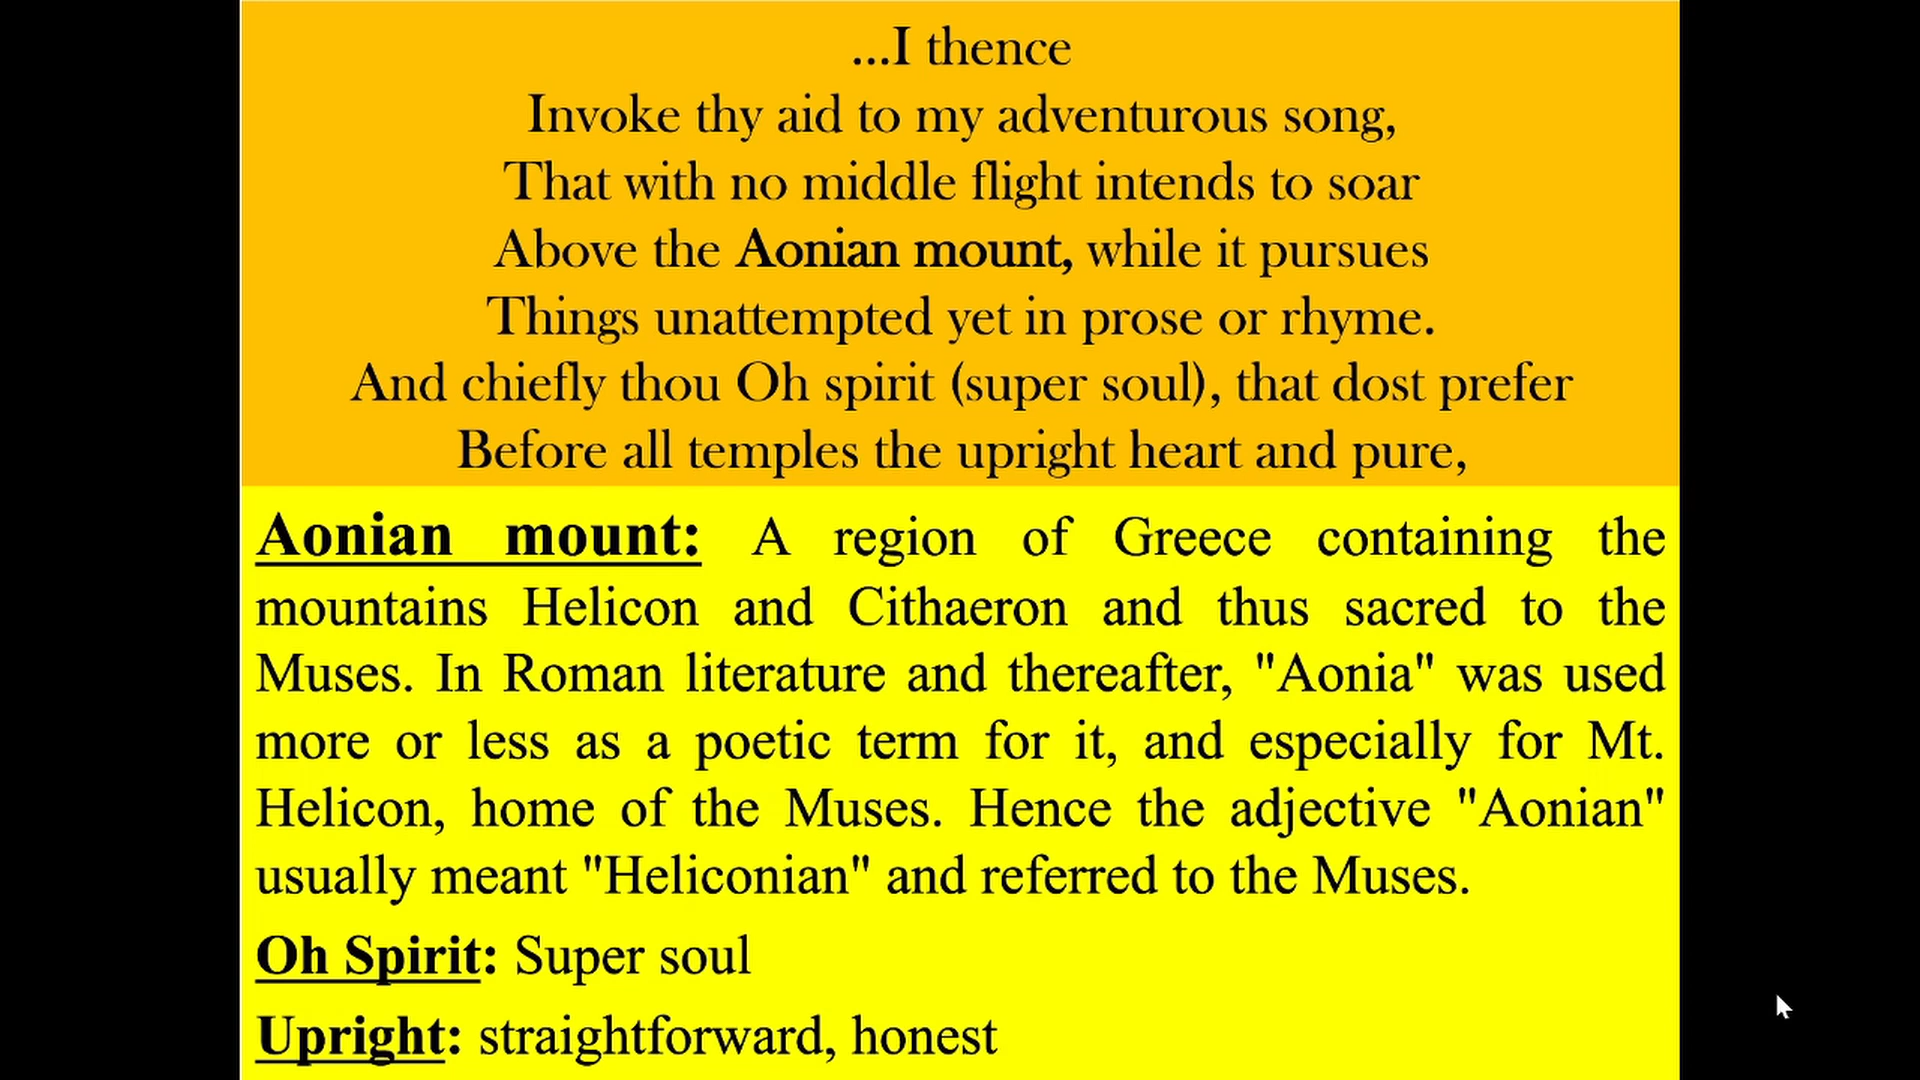 ...I thence
Invoke thy aid to my adventurous song,
That with no middle flight intends to soar
Above the Aonian mount, while it pursues
Things unattempted yet in prose or rhyme.
And chiefly thou Oh spirit (super soul), that dost prefer
Before all temples the upright heart and pure,
Aonian mount: A region of Greece containing the
mountains Helicon and Cithaeron and thus sacred to the
Muses. In Roman literature and thereafter, "Aonia" was used
more or less as a poetic term for it, and especially for Mt.
Helicon, home of the Muses. Hence the adjective "Aonian"
usually meant "Heliconian" and referred to the Muses.
Oh Spirit: Super soul
Upright: straightforward, honest